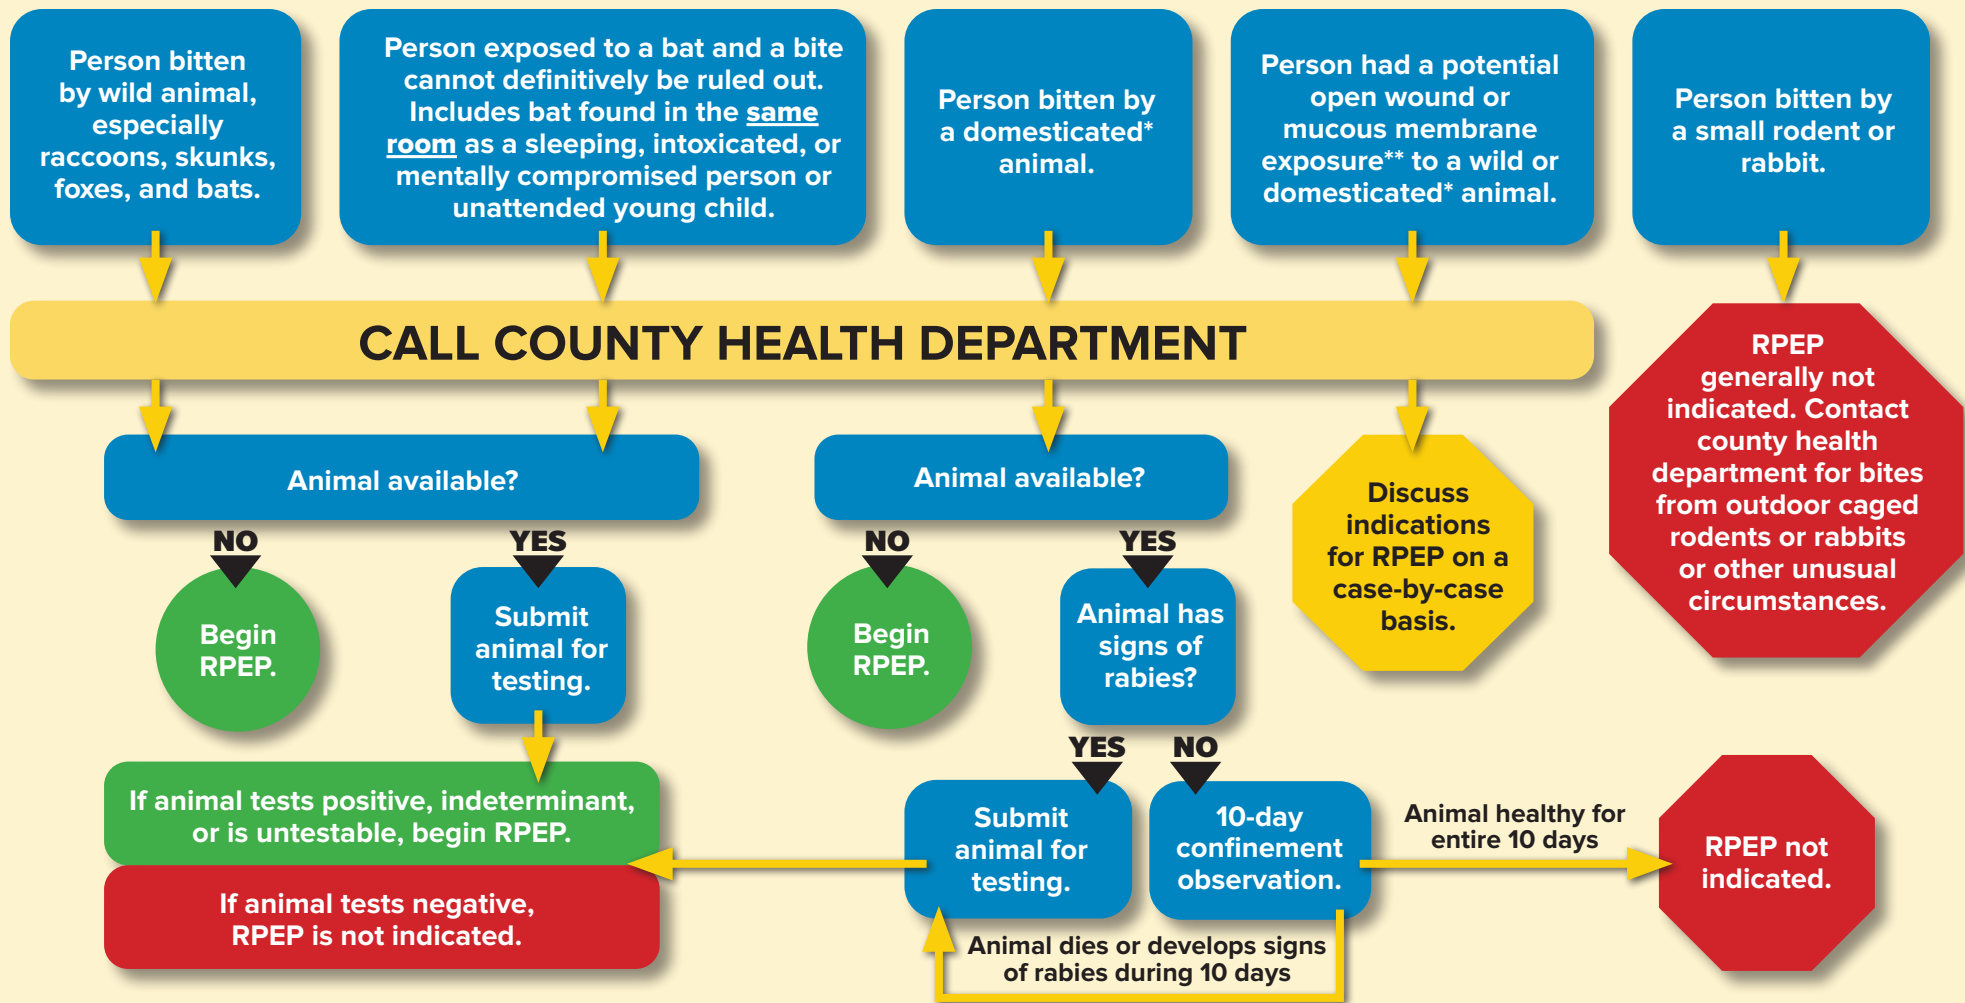 Person bitten
by wild animal,
especially
raccoons, skunks,
foxes, and bats.
Person exposed to a bat and a bite
cannot definitively be ruled out.
Includes bat found in the same
room as a sleeping, intoxicated, or
mentally compromised person or
unattended young child.
Person bitten by
a domesticated*
animal.
Person had a potential
open wound or
mucous membrane
exposure** to a wild or
domesticated* animal.
Person bitten by
a small rodent or
rabbit.
CALL COUNTY HEALTH DEPARTMENT
RPEP
generally not
indicated. Contact
county health
department for bites
from outdoor caged
rodents or rabbits
or other unusual
circumstances.
Animal available?
NO
YES
Begin
RPEP.
Submit
animal for
testing.
Animal available?
NO
YES
Begin
RPEP.
Animal has
signs of
rabies?
Discuss
indications
for RPEP on a
case-by-case
basis.
YES
NO
If animal tests positive, indeterminant,
or is untestable, begin RPEP.
If animal tests negative,
RPEP is not indicated.
Submit
animal for
testing.
10-day
confinement
observation.
Animal healthy for
entire 10 days
RPEP not
indicated.
Animal dies or develops signs
of rabies during 10 days